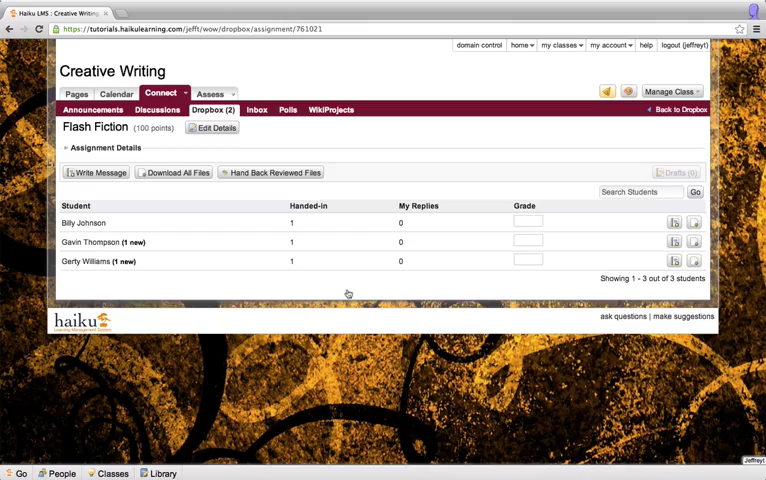 Haiku LMS : Creative Writing
https://tutorials.haikulearning.com/jefft/wow/dropbox/assignment/761021
domain control home my classes my account help logout (jeffreyt)
Creative Writing
Pages Calendar Connect Assess Manage Class
Announcements Discussions Dropbox (2) Inbox Polls WikiProjects Back to Dropbox
Flash Fiction (100 points) Edit Details
Assignment Details
Write Message Download All Files Hand Back Reviewed Files Drafts (0)
Search Students Go
Student Handed-in My Replies Grade
Billy Johnson 1 0
Gavin Thompson (1 new) 1 0
Gerty Williams (1 new) 1 0
Showing 1 - 3 out of 3 students
haiku ask questions | make suggestions
Learning Management System
Jeffreyt
Go People Classes Library